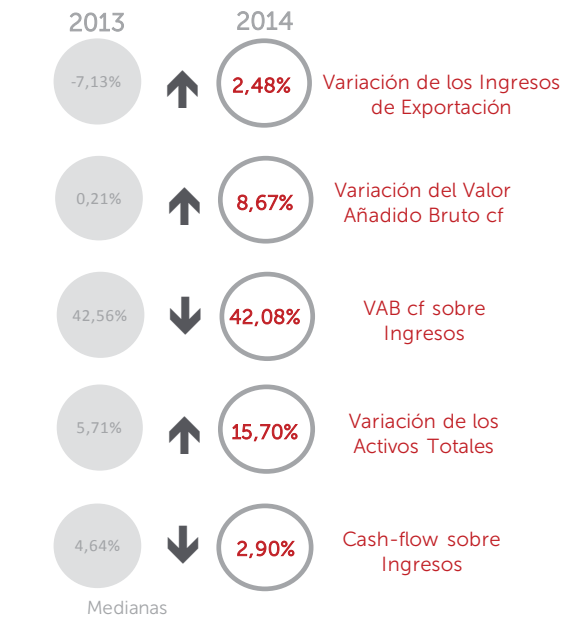 2013
2014
-7,13%
2,48%
Variación de los Ingresos
de Exportación
0,21%
8,67%
Variación del Valor
Añadido Bruto cf
42,56%
42,08%
VAB cf sobre
Ingresos
5,71%
15,70%
Variación de los
Activos Totales
4,64%
2,90%
Cash-flow sobre
Ingresos
Medianas